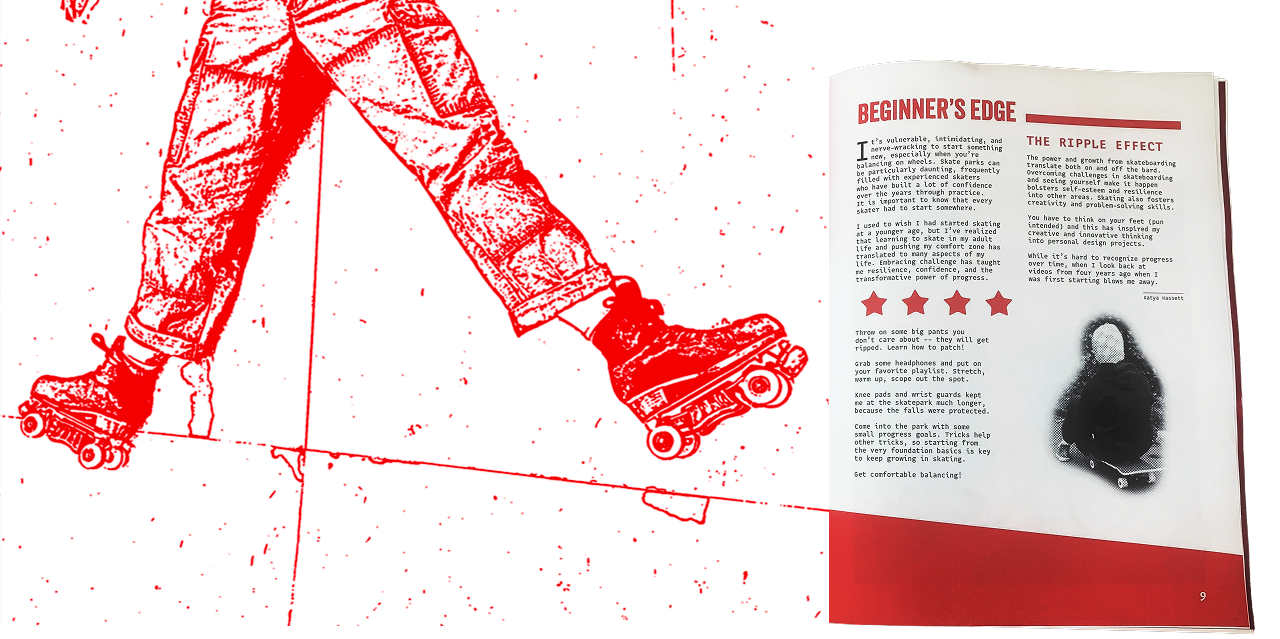 BEGINNER'S EDGE
It's vulnerable, intimidating, and
nerve-wracking to start something
new, especially when you're
balancing on wheels. Skate parks can
be particularly daunting, frequently
filled with experienced skaters
who have built a lot of confidence
over the years through practice.
It is important to know that every
skater had to start somewhere.
I used to wish I had started skating
at a younger age, but I've realized
that learning to skate in my adult
life and pushing my comfort zone has
translated to many aspects of my
life. Embracing challenge has taught
me resilience, confidence, and the
transformative power of progress.
Throw on some big pants you
don't care about -- they will get
ripped. Learn how to patch!
Grab some headphones and put on
your favorite playlist. Stretch,
warm up, scope out the spot.
Knee pads and wrist guards kept
me at the skatepark much longer,
because the falls were protected.
Come into the park with some
small progress goals. Tricks help
other tricks, so starting from
the very foundation basics is key
to keep growing in skating.
Get comfortable balancing!
THE RIPPLE EFFECT
The power and growth from skateboarding
translate both on and off the bard.
Overcoming challenges in skateboarding
and seeing yourself make it happen
bolsters self-esteem and resilience
into other areas. Skating also fosters
creativity and problem-solving skills.
You have to think on your feet (pun
intended) and this has inspired my
creative and innovative thinking
into personal design projects.
While it's hard to recognize progress
over time, when I look back at
videos from four years ago when I
was first starting blows me away.
Katya Hassett
9